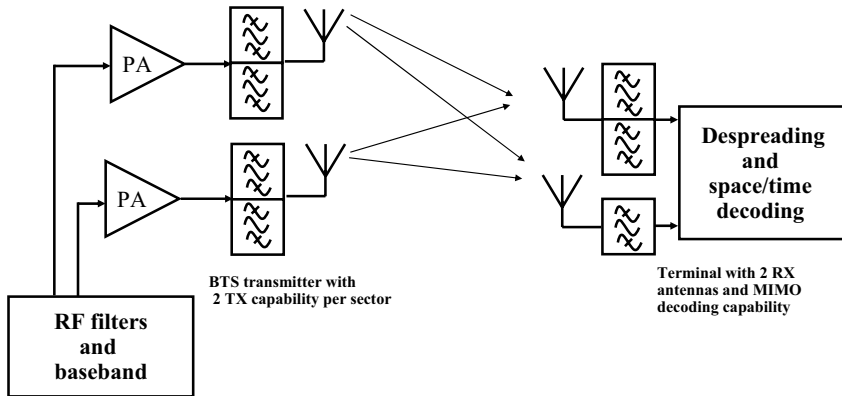 PA
PA
RF filters
and
baseband
BTS transmitter with
2 TX capability per sector
Despreading
and
space/time
decoding
Terminal with 2 RX
antennas and MIMO
decoding capability